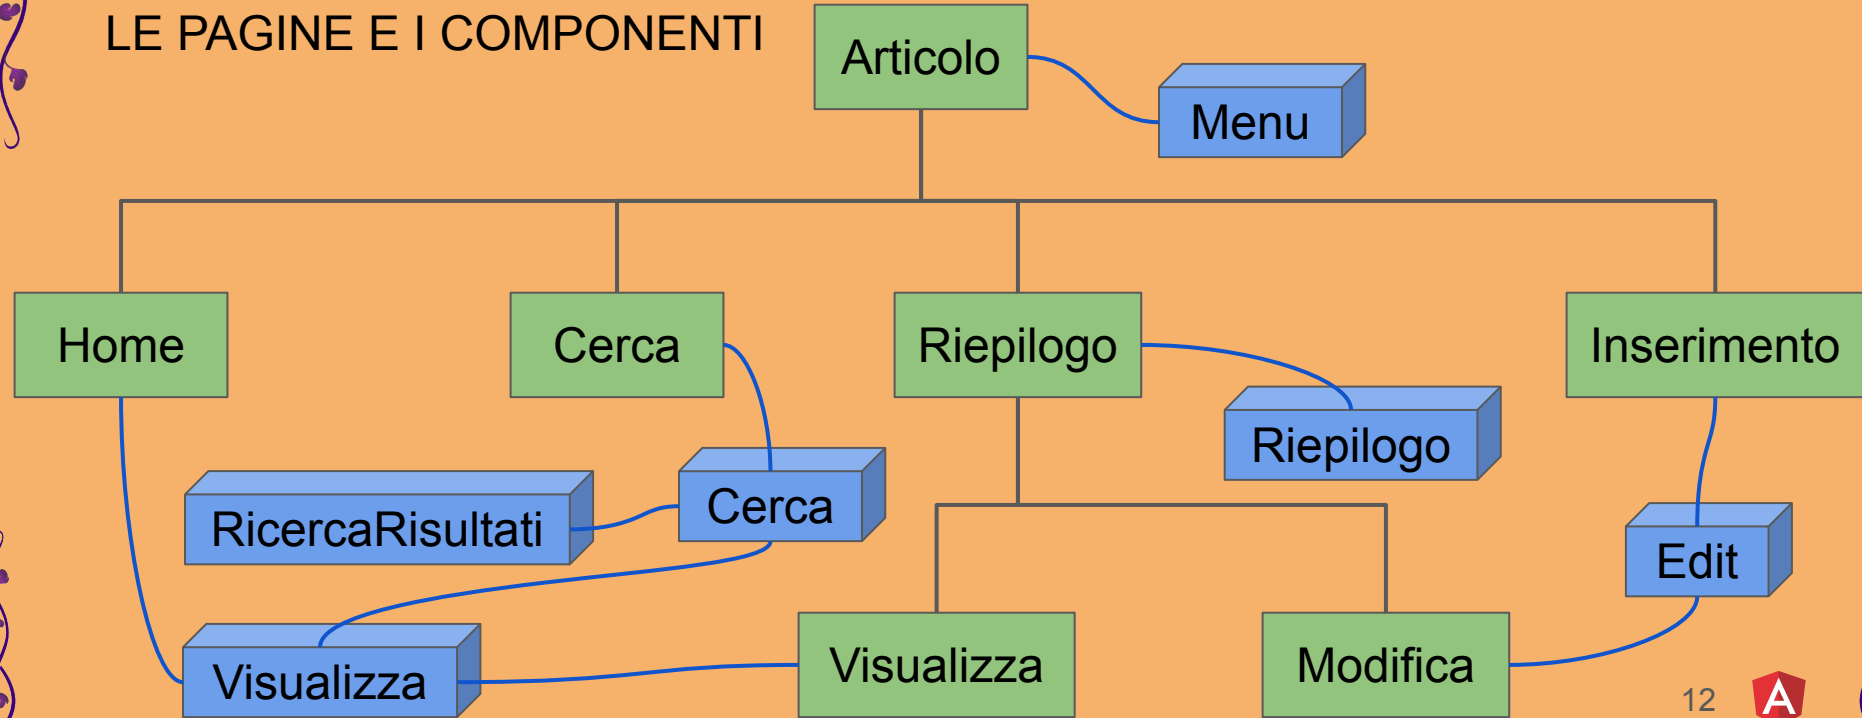 LE PAGINE E I COMPONENTI
Articolo
Menu
Home
Cerca
Riepilogo
Inserimento
Riepilogo
RicercaRisultati
Cerca
Edit
Visualizza
Visualizza
Modifica
12
A